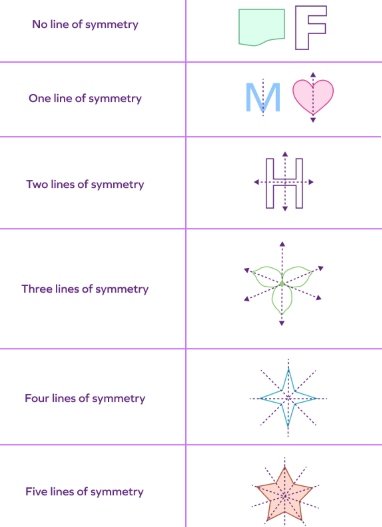 No line of symmetry
F
One line of symmetry
M
Two lines of symmetry
H
Three lines of symmetry
Four lines of symmetry
Five lines of symmetry